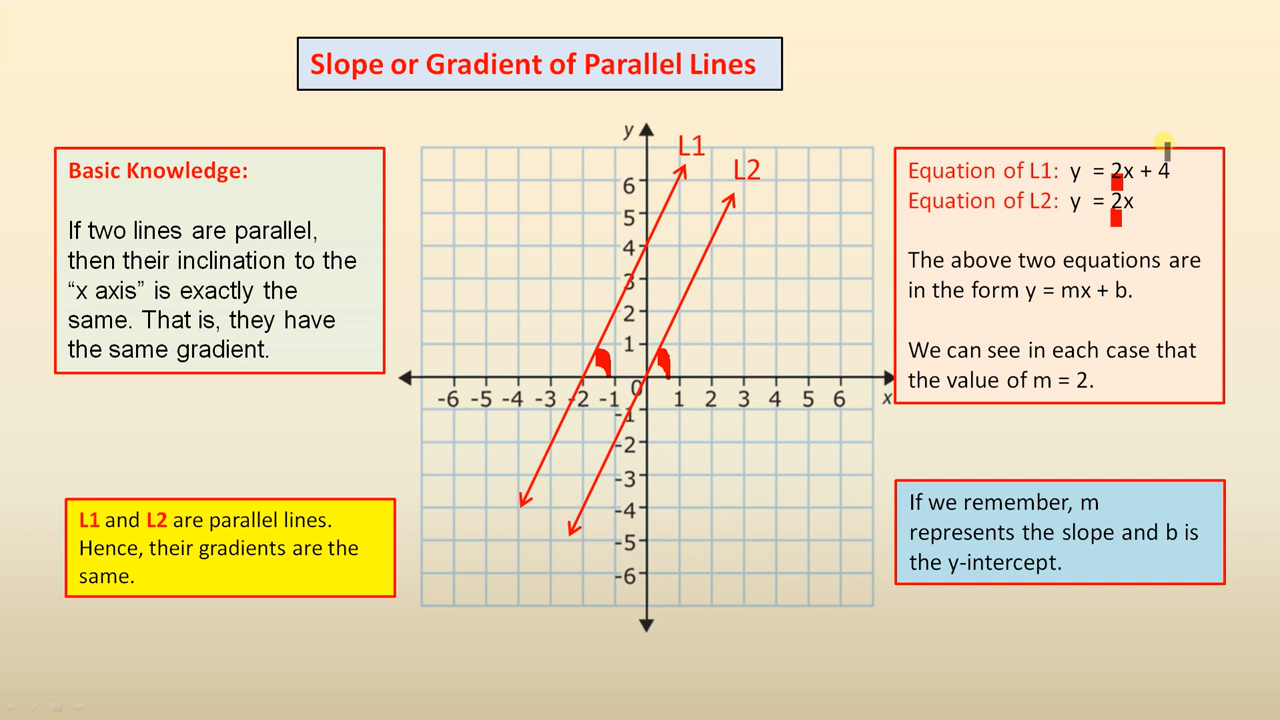 Slope or Gradient of Parallel Lines
Basic Knowledge:
If two lines are parallel,
then their inclination to the
“x axis” is exactly the
same. That is, they have
the same gradient.
L1 and L2 are parallel lines.
Hence, their gradients are the
same.
y
L1
L2
6
5
4
3
2
1
0
-6 -5 -4 -3 -2 -1 1 2 3 4 5 6 x
-1
-2
-3
-4
-5
-6
Equation of L1: y = 2x + 4
Equation of L2: y = 2x
The above two equations are
in the form y = mx + b.
We can see in each case that
the value of m = 2.
If we remember, m
represents the slope and b is
the y-intercept.